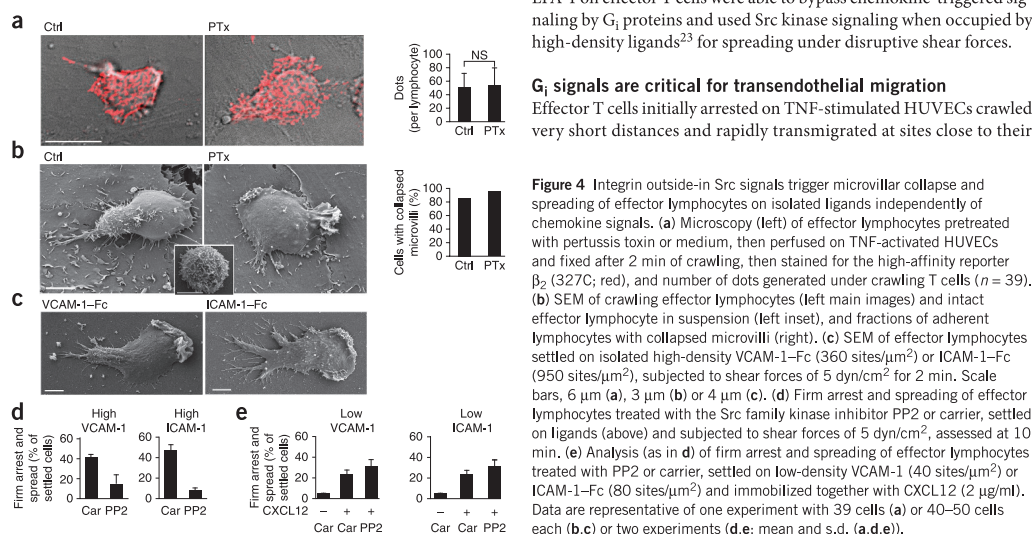 a
Ctrl
PTx
Dots
(per lymphocyte)
NS
100
80
60
40
20
0
Ctrl PTx
b
Ctrl
PTx
Cells with collapsed
microvilli (%)
80
60
40
20
0
Ctrl PTx
c
VCAM-1–Fc
ICAM-1–Fc
d
High
VCAM-1
High
ICAM-1
Firm arrest and
spread (% of
settled cells)
60
40
20
0
60
40
20
0
Car PP2
Car PP2
e
Low
VCAM-1
Low
ICAM-1
Firm arrest and
spread (% of
settled cells)
60
40
20
0
60
40
20
0
CXCL12 – + + – + +
Car Car PP2 Car Car PP2
naling by Gi proteins and used Src kinase signaling when occupied by
high-density ligands23 for spreading under disruptive shear forces.
Gi signals are critical for transendothelial migration
Effector T cells initially arrested on TNF-stimulated HUVECs crawled
very short distances and rapidly transmigrated at sites close to their
Figure 4 Integrin outside-in Src signals trigger microvillar collapse and
spreading of effector lymphocytes on isolated ligands independently of
chemokine signals. (a) Microscopy (left) of effector lymphocytes pretreated
with pertussis toxin or medium, then perfused on TNF-activated HUVECs
and fixed after 2 min of crawling, then stained for the high-affinity reporter
β2 (327C; red), and number of dots generated under crawling T cells (n = 39).
(b) SEM of crawling effector lymphocytes (left main images) and intact
effector lymphocyte in suspension (left inset), and fractions of adherent
lymphocytes with collapsed microvilli (right). (c) SEM of effector lymphocytes
settled on isolated high-density VCAM-1–Fc (360 sites/μm2) or ICAM-1–Fc
(950 sites/μm2), subjected to shear forces of 5 dyn/cm2 for 2 min. Scale
bars, 6 μm (a), 3 μm (b) or 4 μm (c). (d) Firm arrest and spreading of effector
lymphocytes treated with the Src family kinase inhibitor PP2 or carrier, settled
on ligands (above) and subjected to shear forces of 5 dyn/cm2, assessed at 10
min. (e) Analysis (as in d) of firm arrest and spreading of effector lymphocytes
treated with PP2 or carrier, settled on low-density VCAM-1 (40 sites/μm2) or
ICAM-1–Fc (80 sites/μm2) and immobilized together with CXCL12 (2 μg/ml).
Data are representative of one experiment with 39 cells (a) or 40–50 cells
each (b,c) or two experiments (d,e; mean and s.d. (a,d,e)).